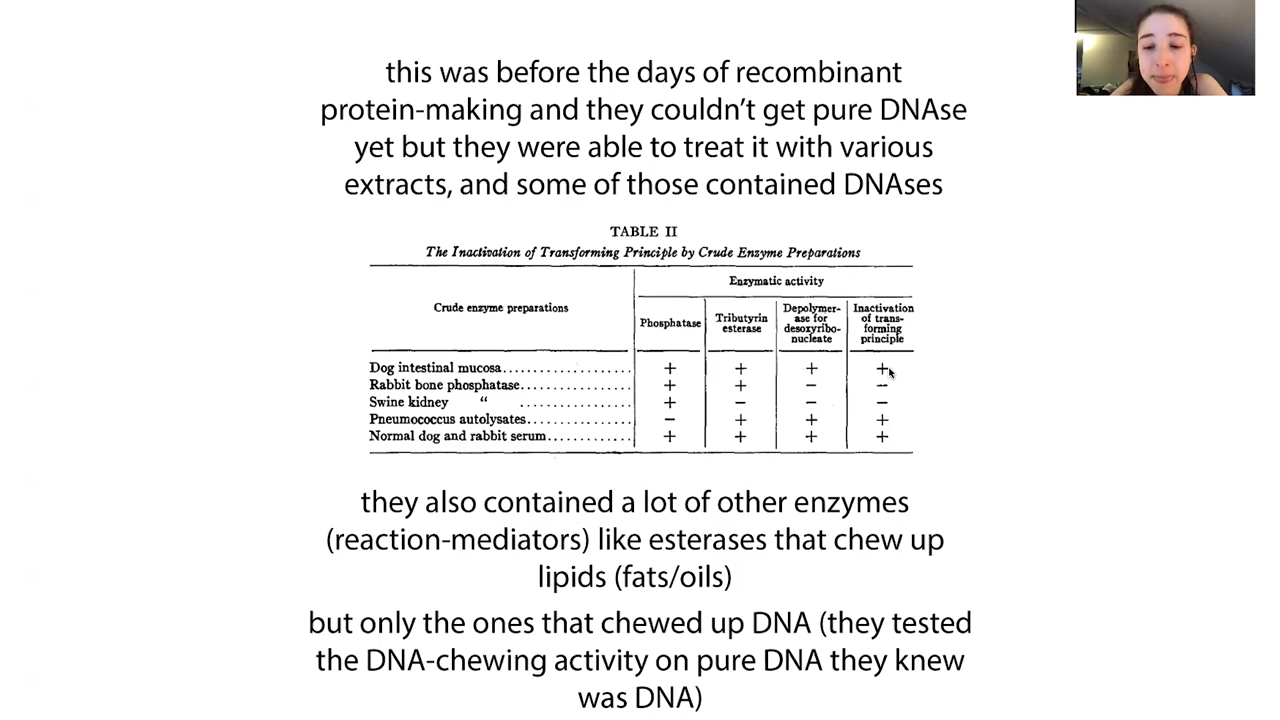 this was before the days of recombinant
protein-making and they couldn't get pure DNAse
yet but they were able to treat it with various
extracts, and some of those contained DNAses
TABLE II
The Inactivation of Transforming Principle by Crude Enzyme Preparations
Crude enzyme preparations
Enzymatic activity
Phosphatase
Tributyrin
esterase
Depolymer-
ase for
desoxyribo-
nucleate
Inactivation
of trans-
forming
principle
Dog intestinal mucosa...................... + + + +
Rabbit bone phosphatase.................... + + − −
Swine kidney “ .................... + − − −
Pneumococcus autolysates................... − + + +
Normal dog and rabbit serum................ + + + +
they also contained a lot of other enzymes
(reaction-mediators) like esterases that chew up
lipids (fats/oils)
but only the ones that chewed up DNA (they tested
the DNA-chewing activity on pure DNA they knew
was DNA)